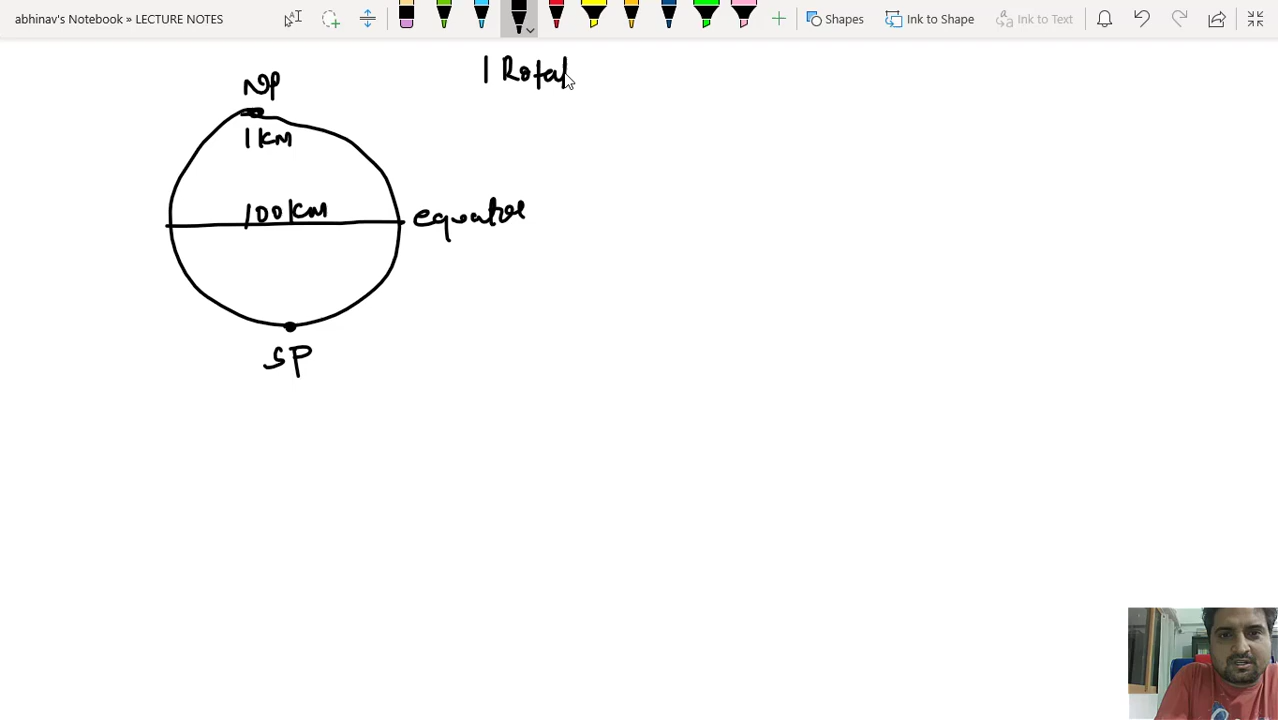 abhinav's Notebook » LECTURE NOTES
Shapes
Ink to Shape
Ink to Text
1 Rotat
NP
1 KM
100 KM
equator
SP